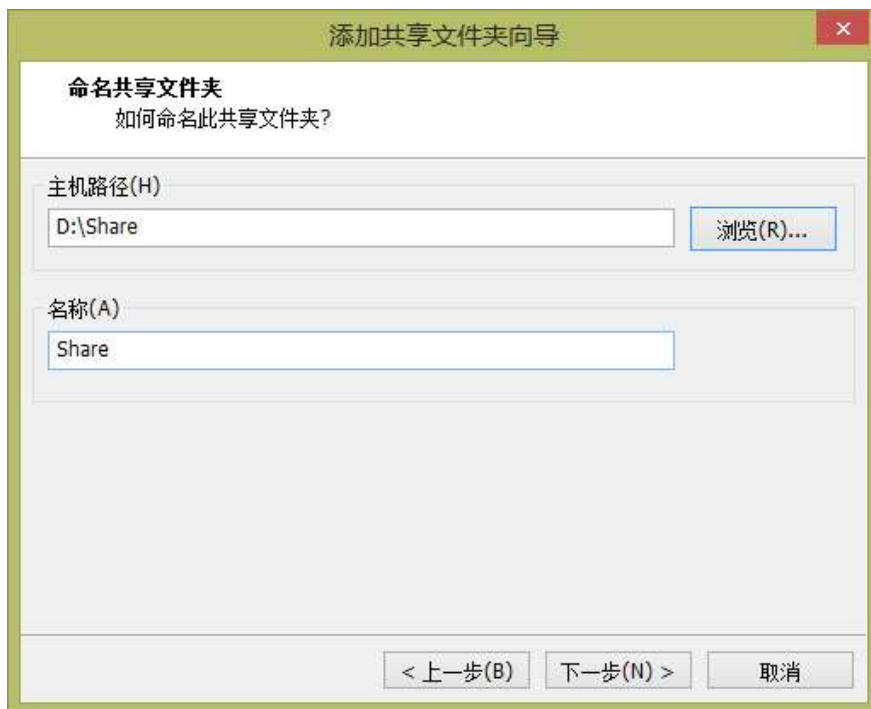 添加共享文件夹向导
命名共享文件夹
如何命名此共享文件夹?
主机路径(H)
D:\Share
浏览(R)...
名称(A)
Share
< 上一步(B)
下一步(N) >
取消